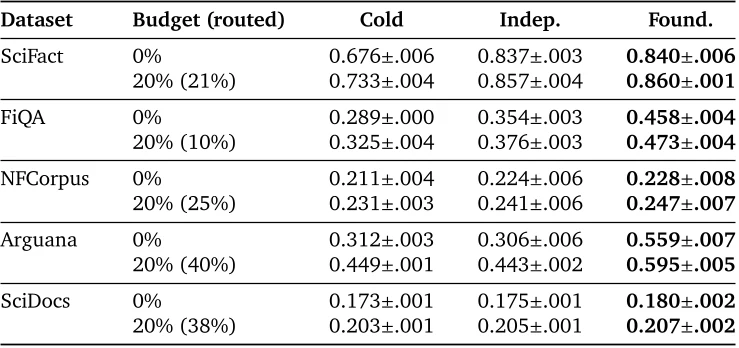 Dataset Budget (routed) Cold Indep. Found.
SciFact 0% 0.676±.006 0.837±.003 0.840±.006
20% (21%) 0.733±.004 0.857±.004 0.860±.001
FiQA 0% 0.289±.000 0.354±.003 0.458±.004
20% (10%) 0.325±.004 0.376±.003 0.473±.004
NFCorpus 0% 0.211±.004 0.224±.006 0.228±.008
20% (25%) 0.231±.003 0.241±.006 0.247±.007
Arguana 0% 0.312±.003 0.306±.006 0.559±.007
20% (40%) 0.449±.001 0.443±.002 0.595±.005
SciDocs 0% 0.173±.001 0.175±.001 0.180±.002
20% (38%) 0.203±.001 0.205±.001 0.207±.002